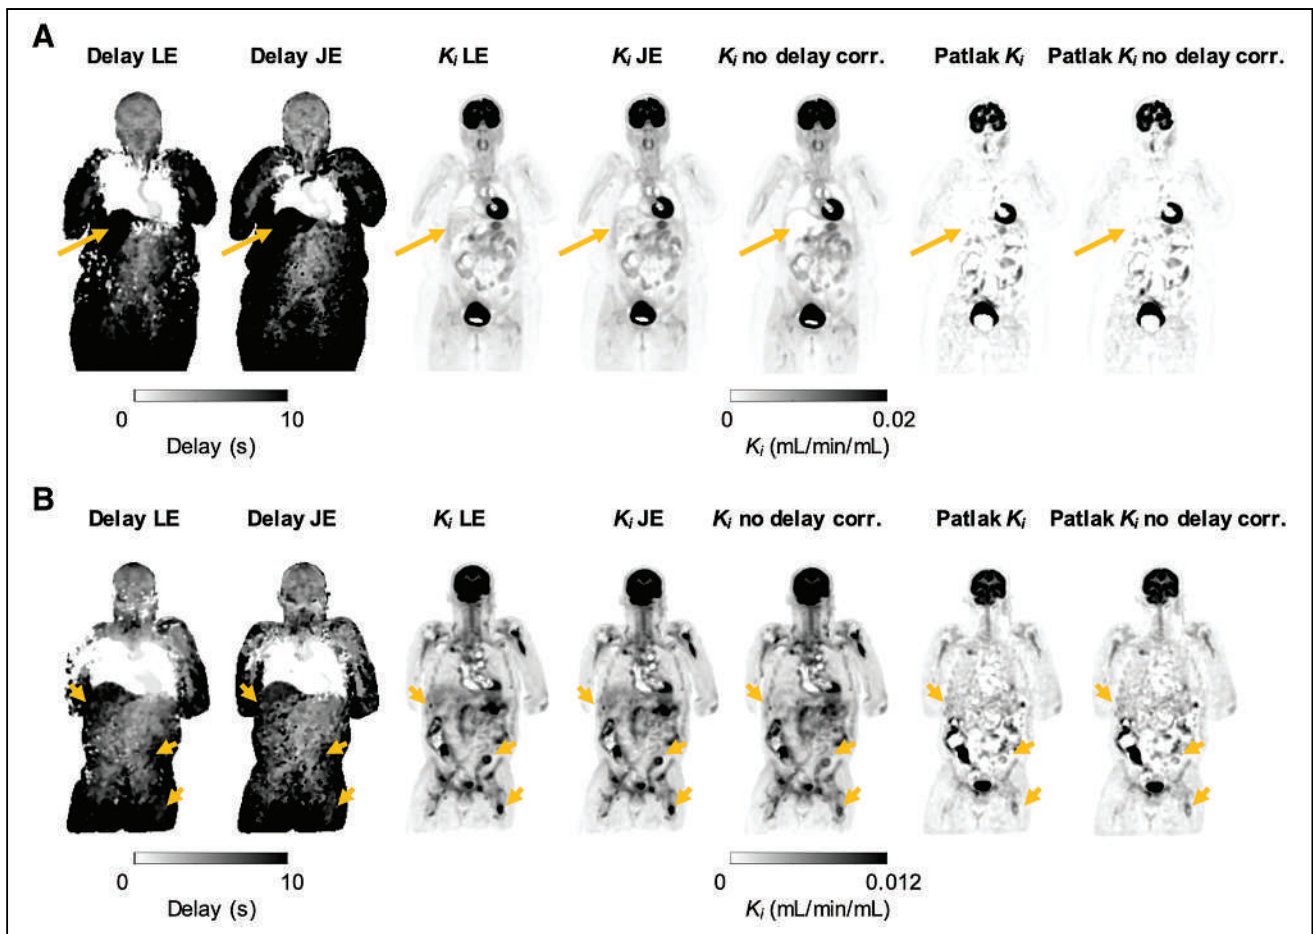 A
Delay LE Delay JE Ki LE Ki JE Ki no delay corr. Patlak Ki Patlak Ki no delay corr.
0 10 0 0.02
Delay (s) Ki (mL/min/mL)
B
Delay LE Delay JE Ki LE Ki JE Ki no delay corr. Patlak Ki Patlak Ki no delay corr.
0 10 0 0.012
Delay (s) Ki (mL/min/mL)